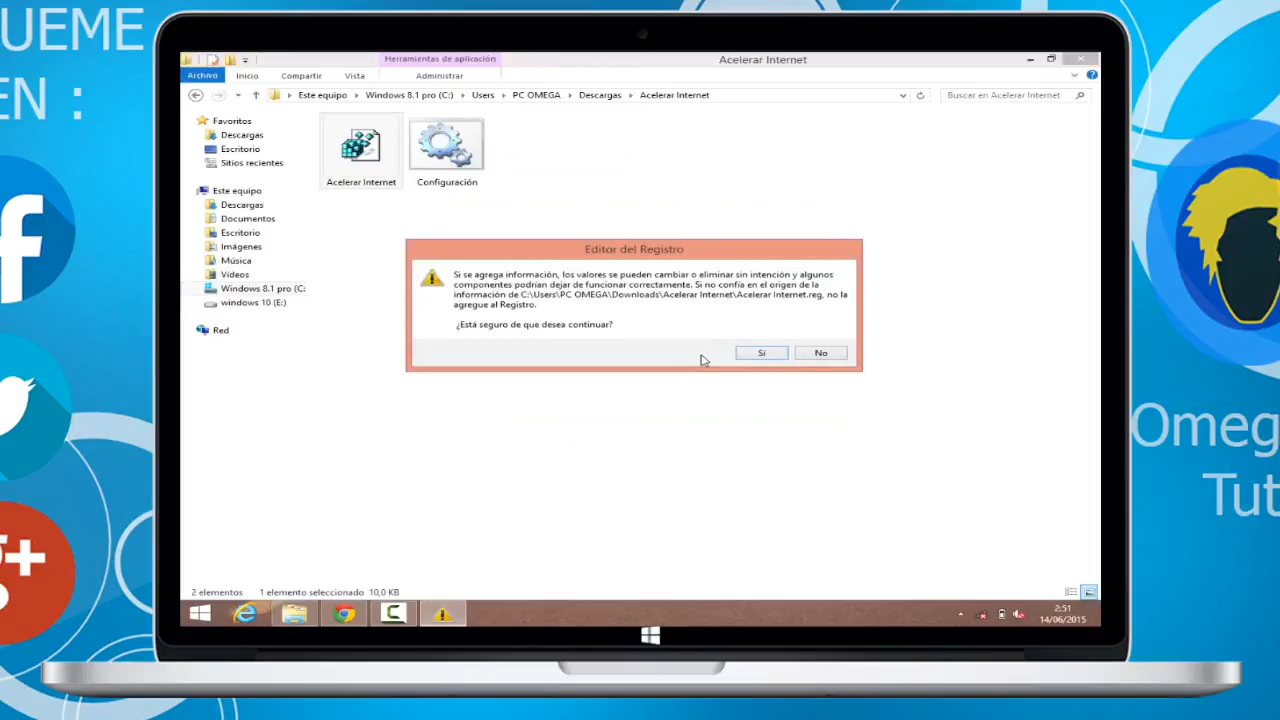 UEME
EN :
Herramientas de aplicación
Acelerar Internet
Archivo
Inicio
Compartir
Vista
Administrar
Este equipo
Windows 8.1 pro (C:)
Users
PC OMEGA
Descargas
Acelerar Internet
Buscar en Acelerar Internet
Favoritos
Descargas
Escritorio
Sitios recientes
Este equipo
Descargas
Documentos
Escritorio
Imágenes
Música
Vídeos
Windows 8.1 pro (C:
windows 10 (E:)
Red
Acelerar Internet
Configuración
Editor del Registro
Si se agrega información, los valores se pueden cambiar o eliminar sin intención y algunos
componentes podrían dejar de funcionar correctamente. Si no confía en el origen de la
información de C:\Users\PC OMEGA\Downloads\Acelerar Internet\Acelerar Internet.reg, no la
agregue al Registro.
¿Está seguro de que desea continuar?
Sí
No
2 elementos
1 elemento seleccionado 10,0 KB
2:51
14/06/2015
Omeg
Tut